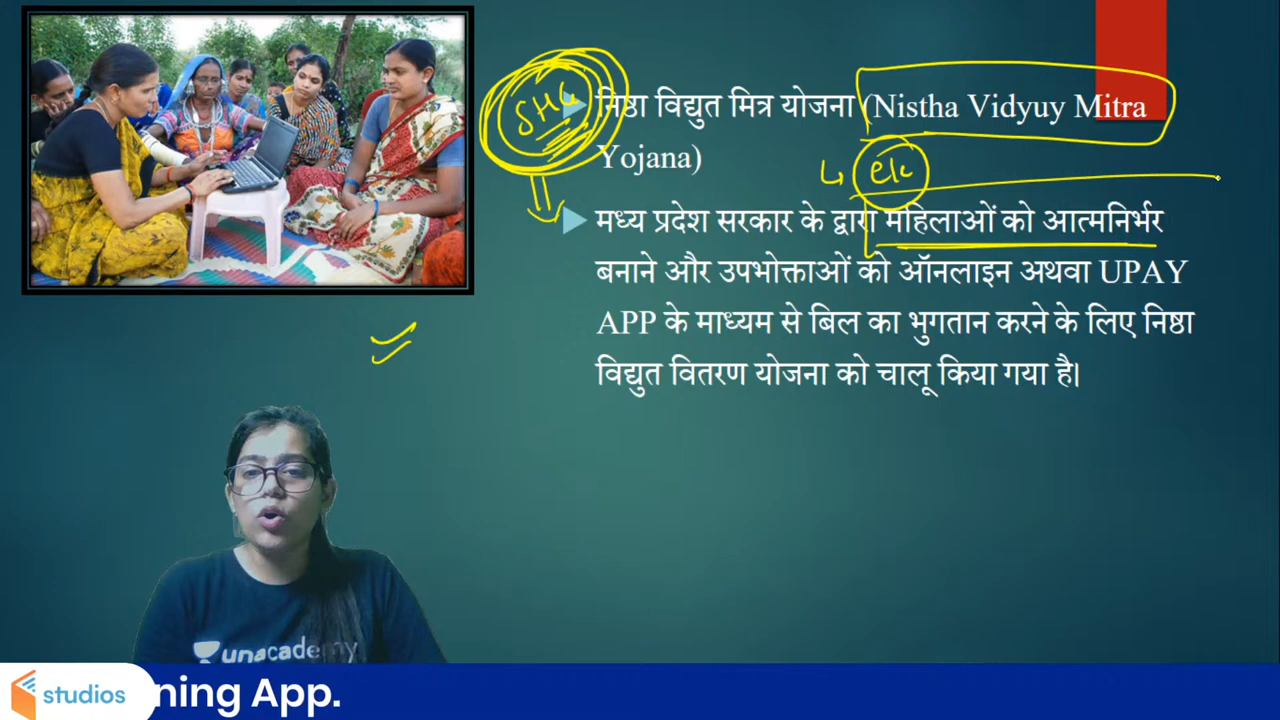 SHG
निष्ठा विद्युत मित्र योजना (Nistha Vidyuy Mitra
Yojana)
मध्य प्रदेश सरकार के द्वारा महिलाओं को आत्मनिर्भर
बनाने और उपभोक्ताओं को ऑनलाइन अथवा UPAY
APP के माध्यम से बिल का भुगतान करने के लिए निष्ठा
विद्युत वितरण योजना को चालू किया गया है।
unacademy
studios
ning App.